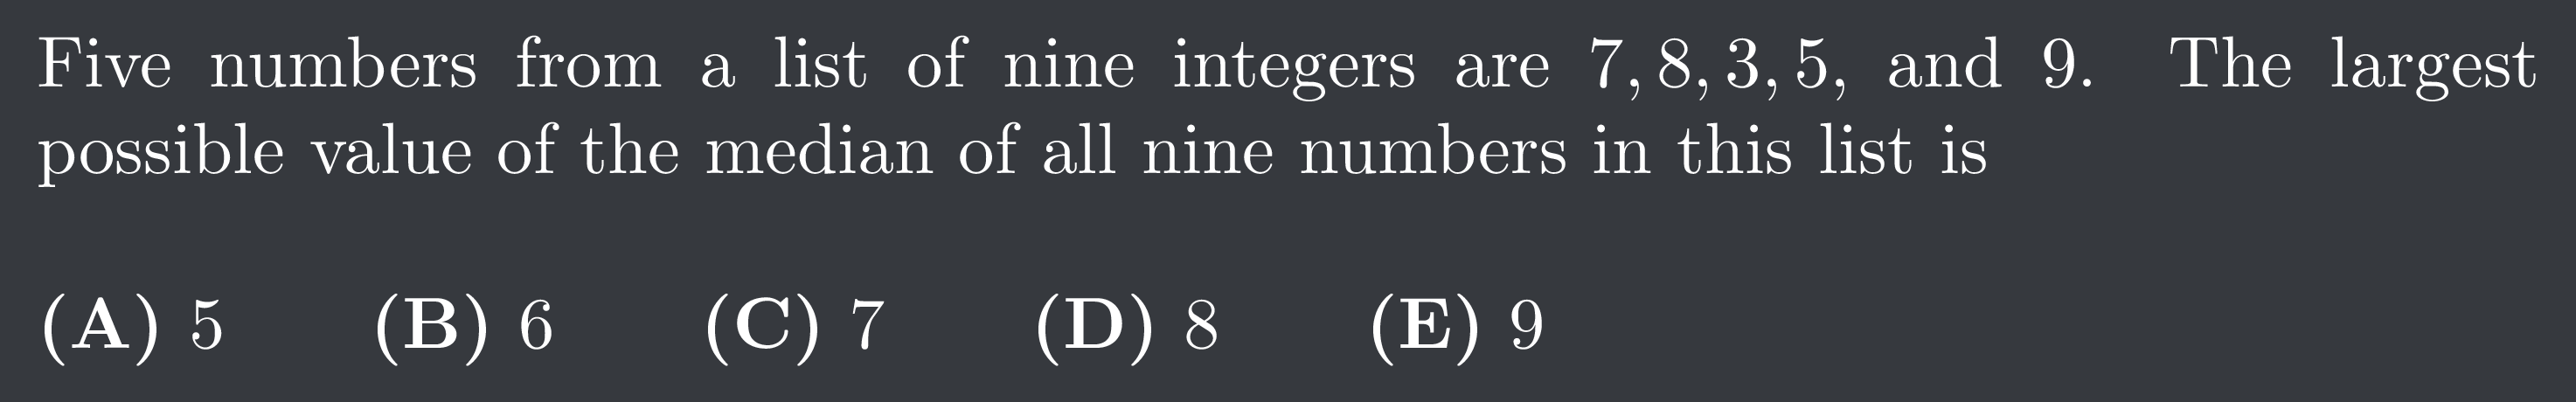 Five numbers from a list of nine integers are 7, 8, 3, 5, and 9. The largest
possible value of the median of all nine numbers in this list is
(A) 5 (B) 6 (C) 7 (D) 8 (E) 9